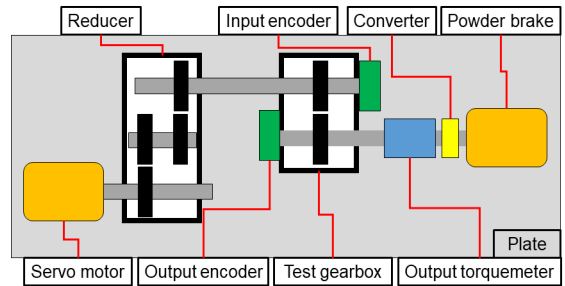 Reducer
Input encoder
Converter
Powder brake
Plate
Servo motor
Output encoder
Test gearbox
Output torquemeter